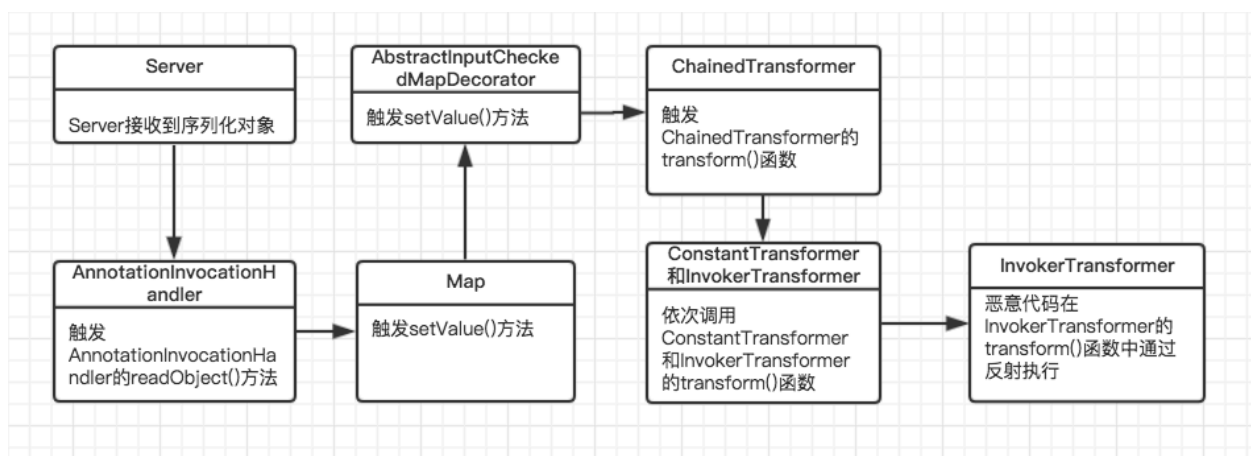 Server
Server接收到序列化对象
AnnotationInvocationH
andler
触发
AnnotationInvocationHa
ndler的readObject()方法
Map
触发setValue()方法
AbstractInputChecke
dMapDecorator
触发setValue()方法
ChainedTransformer
触发
ChainedTransformer的
transform()函数
ConstantTransformer
和InvokerTransformer
依次调用
ConstantTransformer
和InvokerTransformer
的transform()函数
InvokerTransformer
恶意代码在
InvokerTransformer的
transform()函数中通过
反射执行